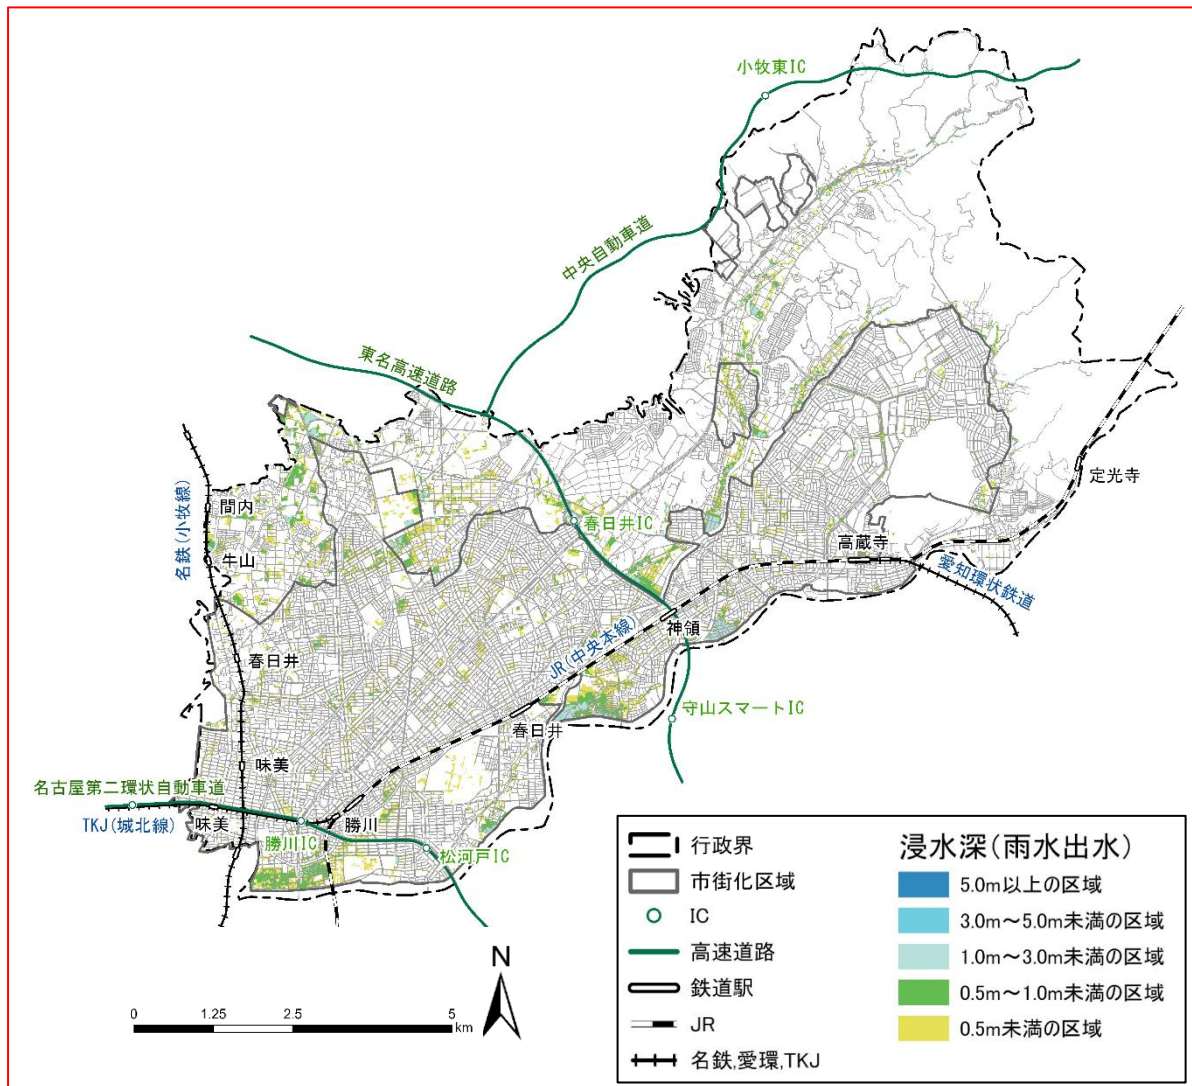 小牧東IC
中央自動車道
東名高速道路
名鉄(小牧線)
間内
牛山
春日井IC
定光寺
高蔵寺
愛知環状鉄道
神領
JR(中央本線)
春日井
守山スマートIC
春日井
味美
名古屋第二環状自動車道
TKJ(城北線)
味美
勝川
勝川IC
松河戸IC
N
0 1.25 2.5 5
km
行政界
市街化区域
IC
高速道路
鉄道駅
JR
名鉄,愛環,TKJ
浸水深(雨水出水)
5.0m以上の区域
3.0m～5.0m未満の区域
1.0m～3.0m未満の区域
0.5m～1.0m未満の区域
0.5m未満の区域